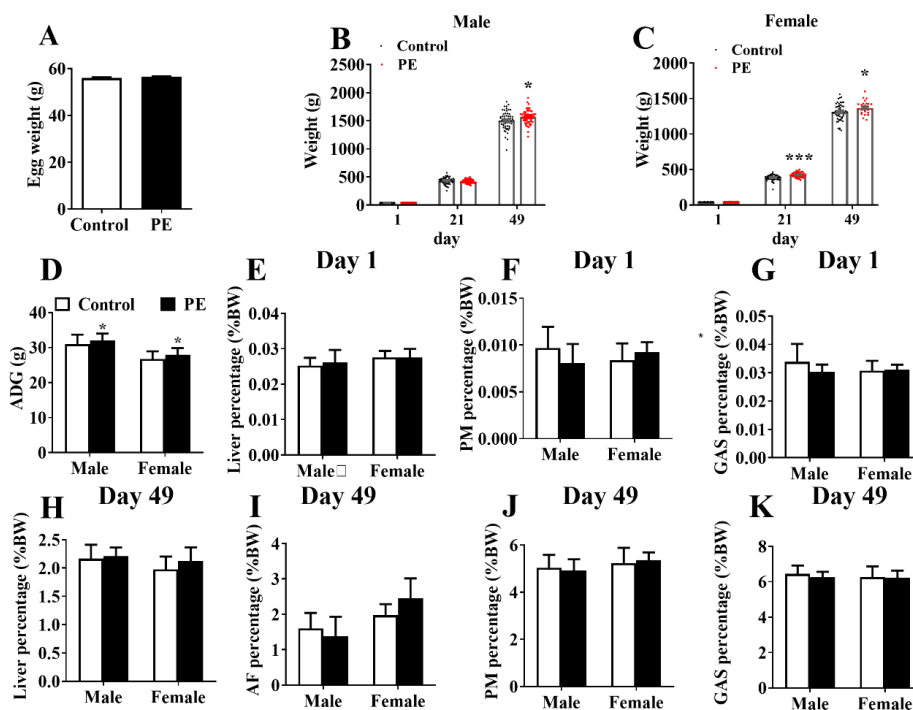 A
Egg weight (g)
60
40
20
0
Control PE
B
Male
Control
PE
Weight (g)
2500
2000
1500
1000
500
0
*
1 21 49
day
C
Female
Control
PE
Weight (g)
2000
1500
1000
500
0
***
*
1 21 49
day
D
Control PE
ADG (g)
40
30
20
10
0
* *
Male Female
E
Day 1
Liver percentage (%BW)
0.04
0.03
0.02
0.01
0.00
Male□ Female
F
Day 1
PM percentage (%BW)
0.015
0.010
0.005
0.000
Male Female
G
Day 1
*
GAS percentage (%BW)
0.05
0.04
0.03
0.02
0.01
0.00
Male Female
H
Day 49
Liver percentage (%BW)
2.5
2.0
1.5
1.0
0.5
0.0
Male Female
I
Day 49
AF percentage (%BW)
4
3
2
1
0
Male Female
J
Day 49
PM percentage (%BW)
6
4
2
0
Male Female
K
Day 49
GAS percentage (%BW)
8
6
4
2
0
Male Female